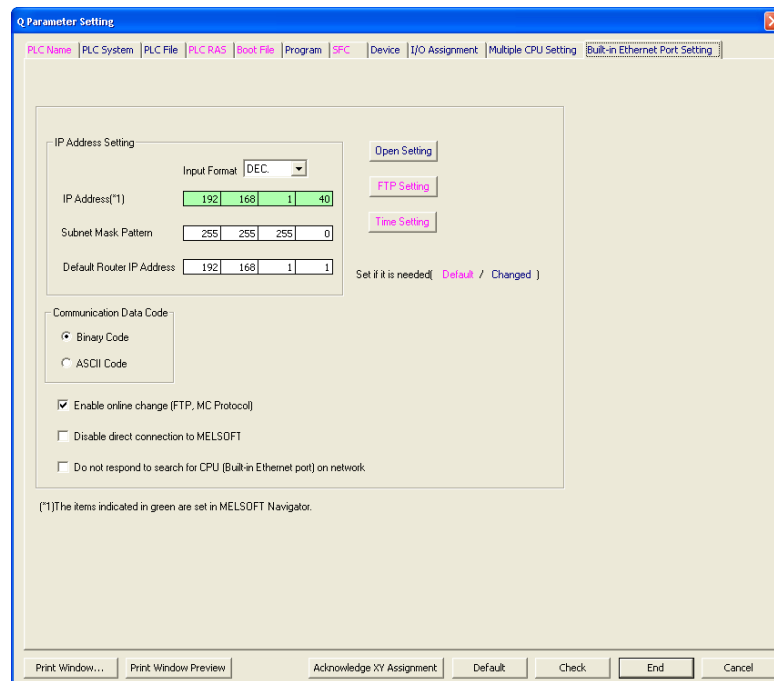 Q Parameter Setting
PLC Name PLC System PLC File PLC RAS Boot File Program SFC Device I/O Assignment Multiple CPU Setting Built-in Ethernet Port Setting
IP Address Setting
Input Format DEC.
IP Address(*1) 192 168 1 40
Subnet Mask Pattern 255 255 255 0
Default Router IP Address 192 168 1 1
Open Setting
FTP Setting
Time Setting
Set if it is needed( Default / Changed )
Communication Data Code
Binary Code
ASCII Code
Enable online change (FTP, MC Protocol)
Disable direct connection to MELSOFT
Do not respond to search for CPU (Built-in Ethernet port) on network
(*1)The items indicated in green are set in MELSOFT Navigator.
Print Window... Print Window Preview Acknowledge XY Assignment Default Check End Cancel